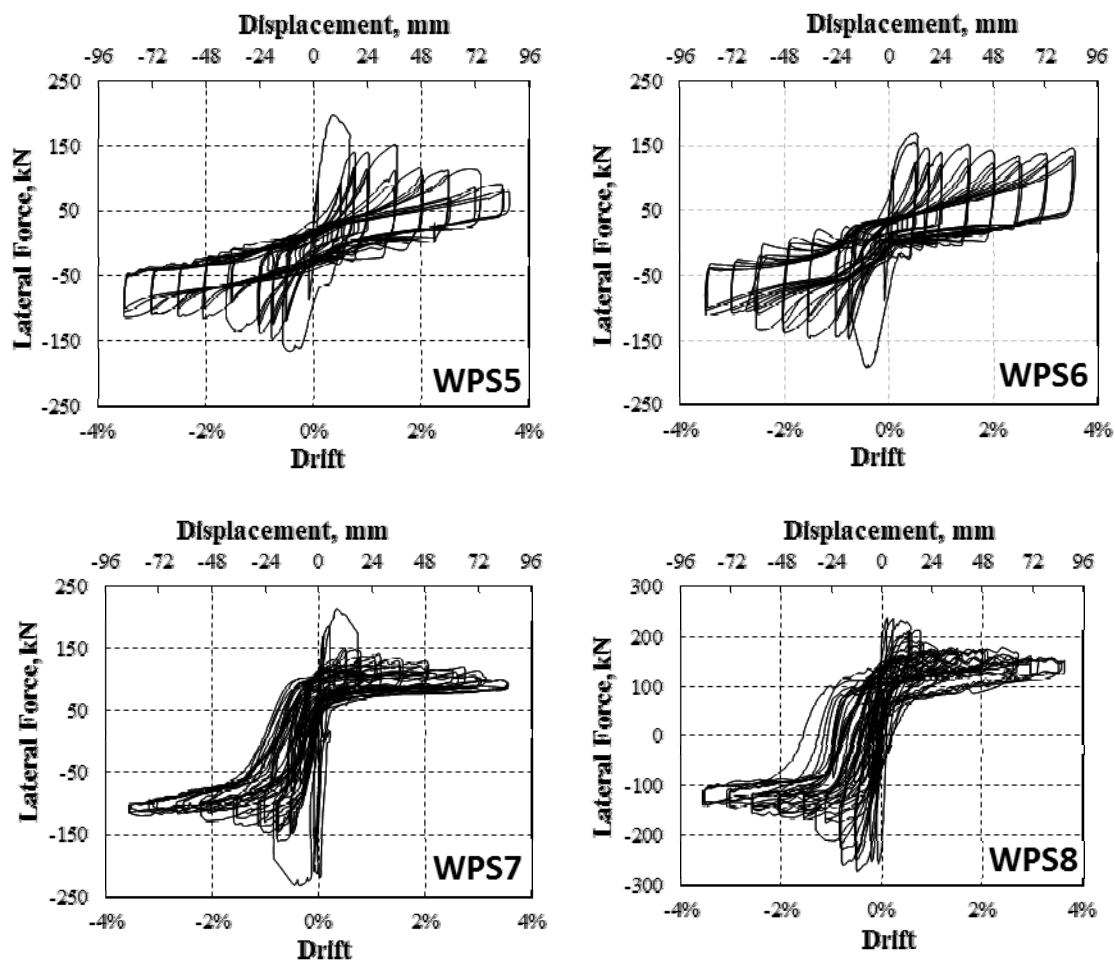 Displacement, mm
-96 -72 -48 -24 0 24 48 72 96
250
150
50
-50
-150
-250
Lateral Force, kN
WPS5
-4% -2% 0% 2% 4%
Drift
Displacement, mm
-96 -72 -48 -24 0 24 48 72 96
250
150
50
-50
-150
-250
Lateral Force, kN
WPS6
-4% -2% 0% 2% 4%
Drift
Displacement, mm
-96 -72 -48 -24 0 24 48 72 96
250
150
50
-50
-150
-250
Lateral Force, kN
WPS7
-4% -2% 0% 2% 4%
Drift
Displacement, mm
-96 -72 -48 -24 0 24 48 72 96
300
200
100
0
-100
-200
-300
Lateral Force, kN
WPS8
-4% -2% 0% 2% 4%
Drift